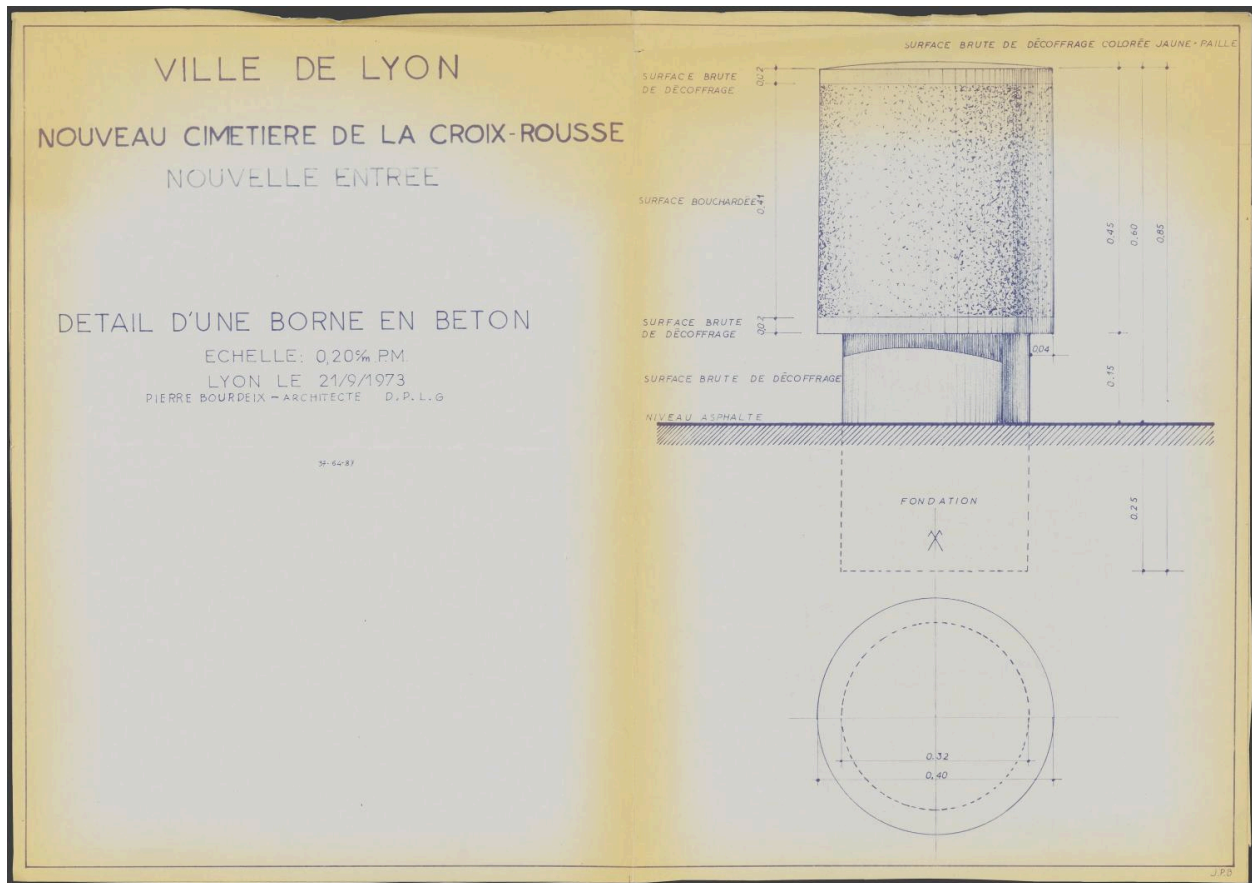 VILLE DE LYON
NOUVEAU CIMETIERE DE LA CROIX-ROUSSE
NOUVELLE ENTREE
DETAIL D'UNE BORNE EN BETON
ECHELLE: 0,20 c/m P.M
LYON LE 21/9/1973
PIERRE BOURDEIX - ARCHITECTE D.P.L.G
SURFACE BRUTE DE DÉCOFFRAGE COLORÉE JAUNE-PAILLE
SURFACE BRUTE
DE DÉCOFFRAGE
0,02
SURFACE BOUCHARDÉE
0,41
0,45
0,60
0,85
SURFACE BRUTE
DE DÉCOFFRAGE
0,02
0,04
SURFACE BRUTE DE DÉCOFFRAGE
0,15
NIVEAU ASPHALTE
FONDATION
0,25
0,32
0,40
J.P.B